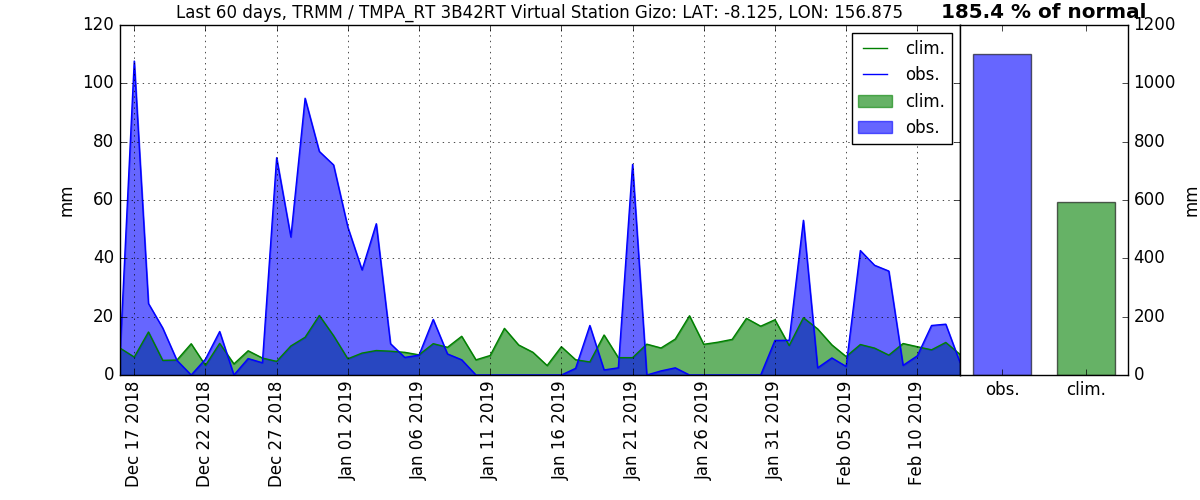 Last 60 days, TRMM / TMPA_RT 3B42RT Virtual Station Gizo: LAT: -8.125, LON: 156.875
185.4 % of normal
120
100
80
60
40
20
0
mm
clim.
obs.
clim.
obs.
1200
1000
800
600
400
200
0
mm
obs.
clim.
Dec 17 2018
Dec 22 2018
Dec 27 2018
Jan 01 2019
Jan 06 2019
Jan 11 2019
Jan 16 2019
Jan 21 2019
Jan 26 2019
Jan 31 2019
Feb 05 2019
Feb 10 2019